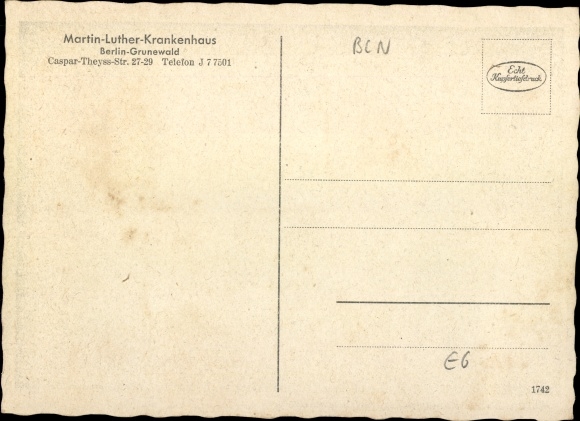 Martin-Luther-Krankenhaus
Berlin-Grunewald
Caspar-Theyss-Str. 27-29 Telefon J 7 7501
BCN
Echt
Kupfertiefdruck
E6
1742